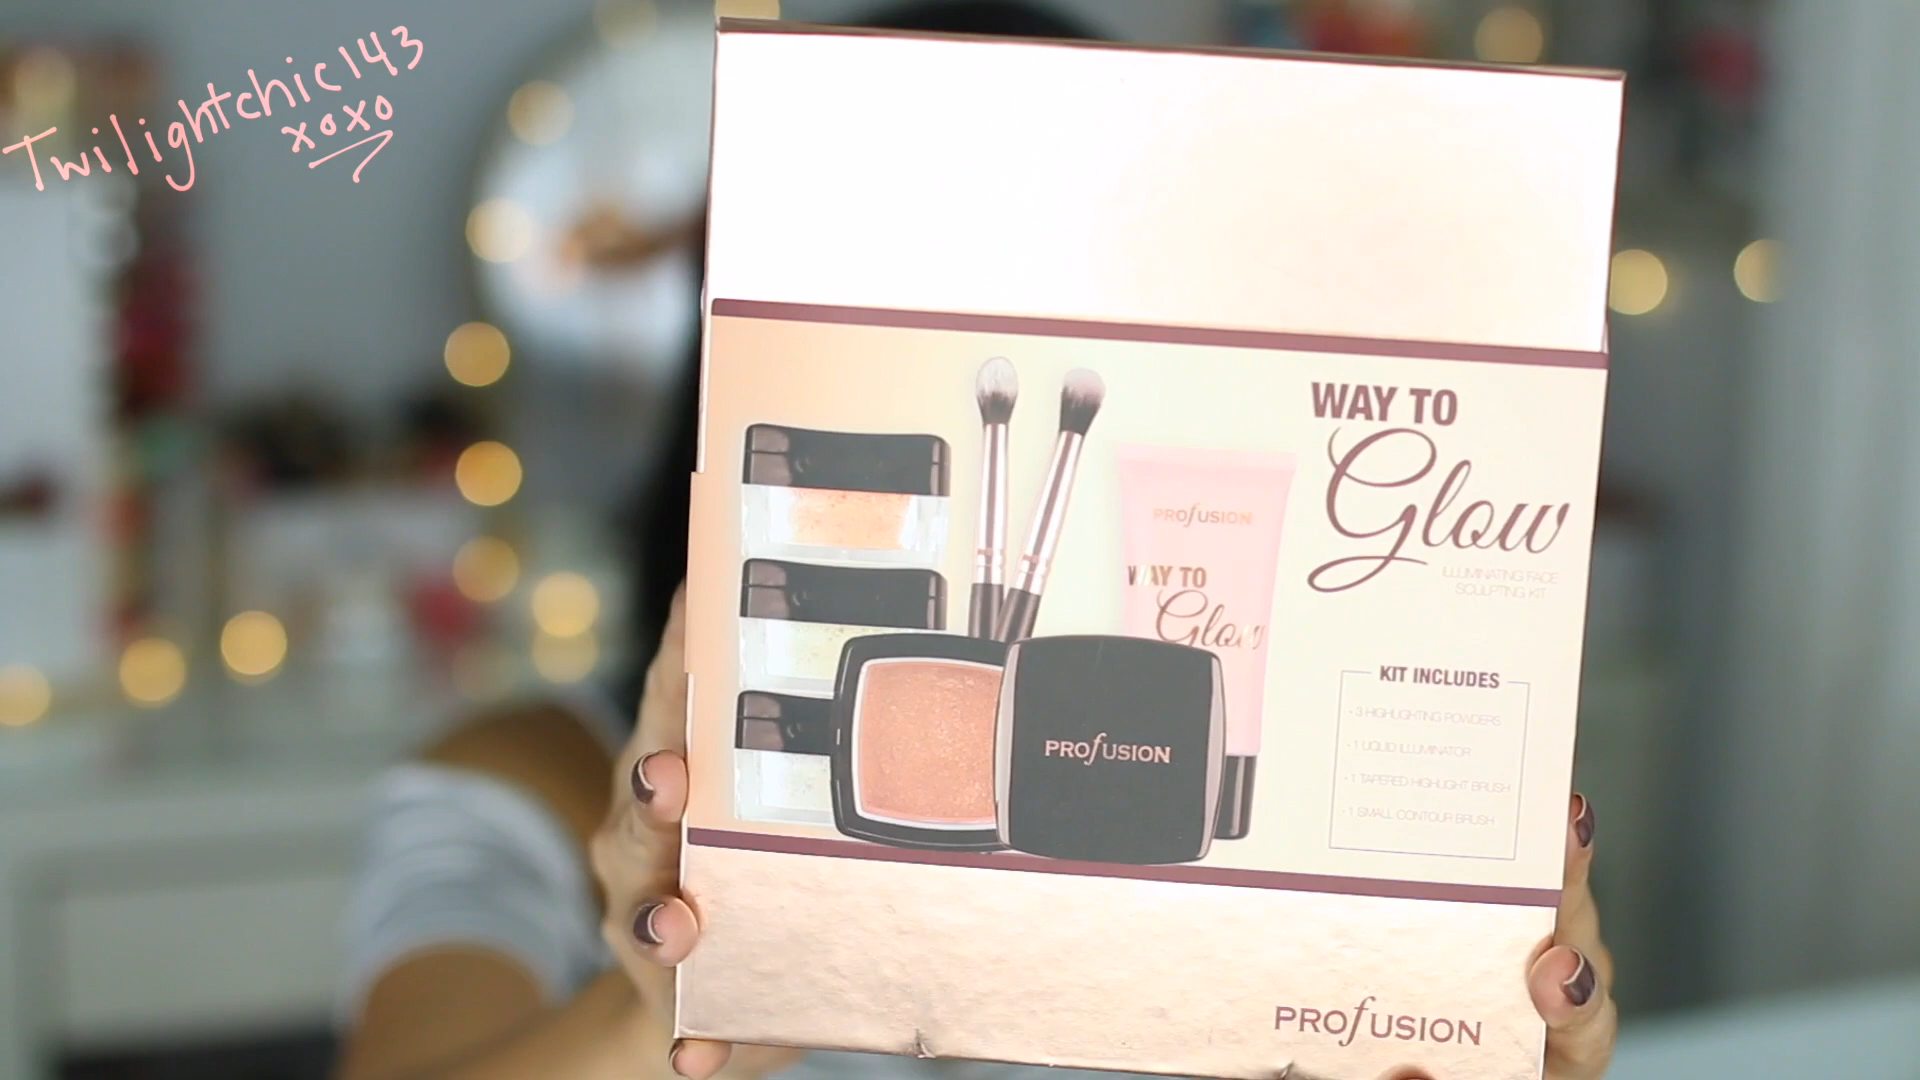 Twilightchic143
xoxo
WAY TO
Glow
ILLUMINATING FACE
SCULPTING KIT
PROfUSION
WAY TO
Glow
KIT INCLUDES
• 3 HIGHLIGHTING POWDERS
• 1 LIQUID ILLUMINATOR
• 1 TAPERED HIGHLIGHT BRUSH
• 1 SMALL CONTOUR BRUSH
PROfUSION
PROfUSION